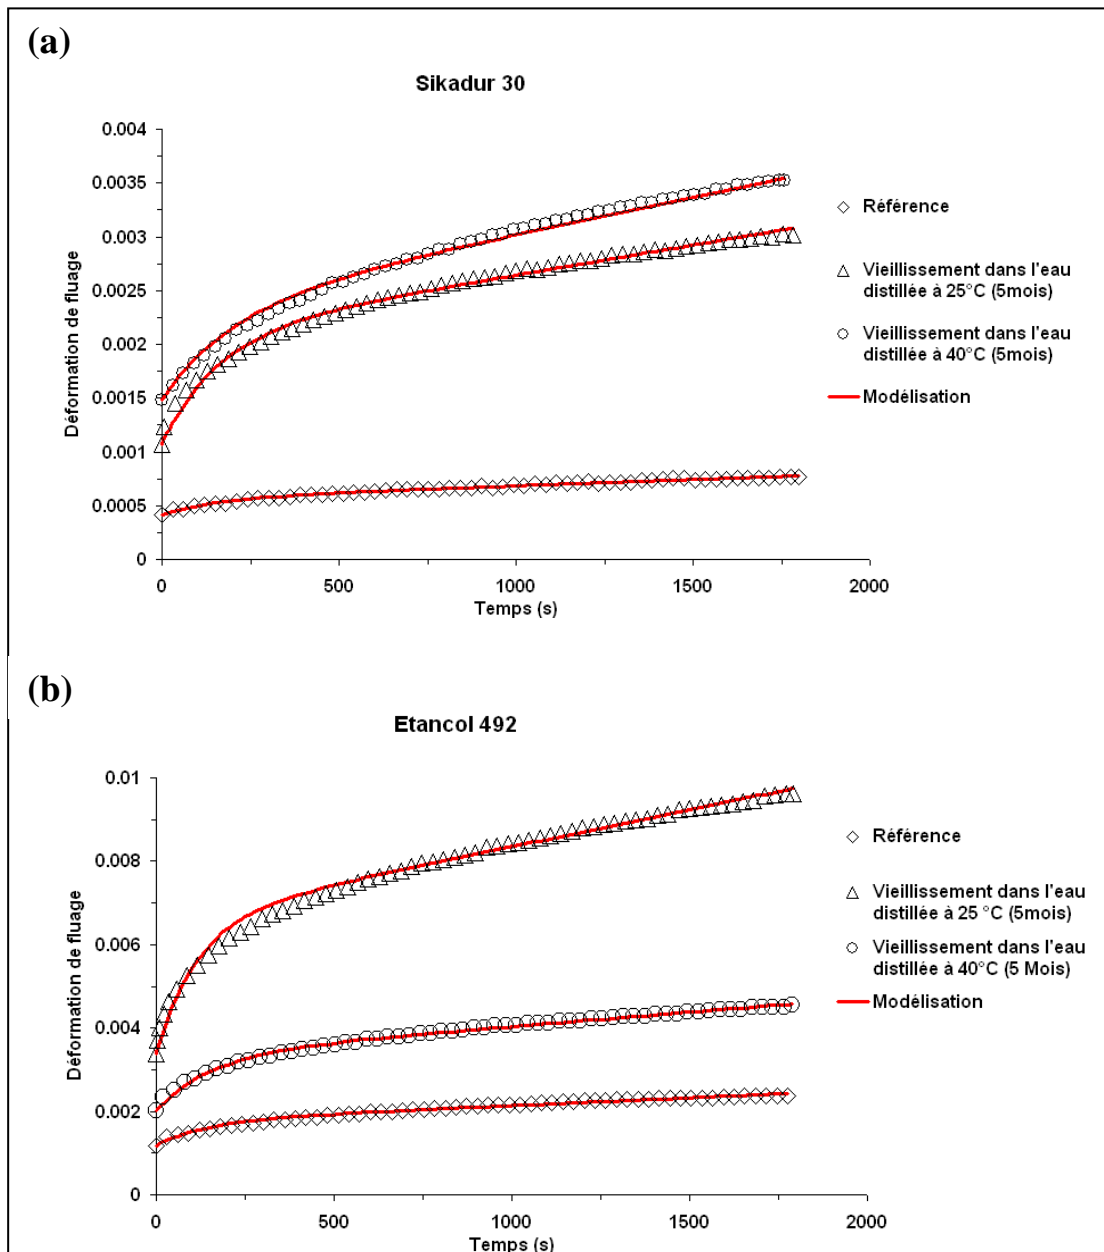 (a)
Sikadur 30
Déformation de fluage
0.004
0.0035
0.003
0.0025
0.002
0.0015
0.001
0.0005
0
0
500
1000
1500
2000
Temps (s)
Référence
Vieillissement dans l'eau
distillée à 25°C (5mois)
Vieillissement dans l'eau
distillée à 40°C (5mois)
Modélisation
(b)
Etancol 492
Déformation de fluage
0.01
0.008
0.006
0.004
0.002
0
0
500
1000
1500
2000
Temps (s)
Référence
Vieillissement dans l'eau
distillée à 25 °C (5mois)
Vieillissement dans l'eau
distillée à 40°C (5 Mois)
Modélisation